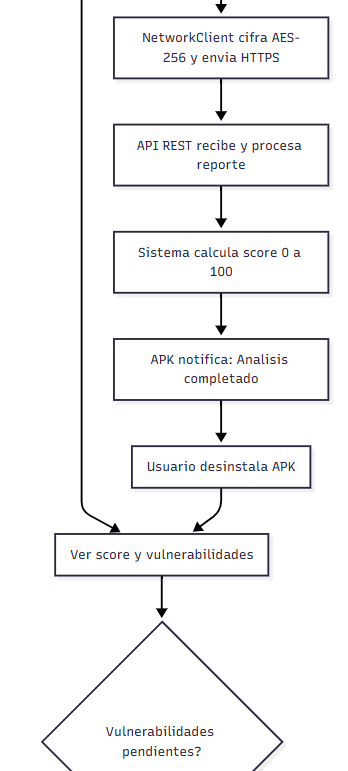 NetworkClient cifra AES-
256 y envia HTTPS
API REST recibe y procesa
reporte
Sistema calcula score 0 a
100
APK notifica: Analisis
completado
Usuario desinstala APK
Ver score y vulnerabilidades
Vulnerabilidades
pendientes?